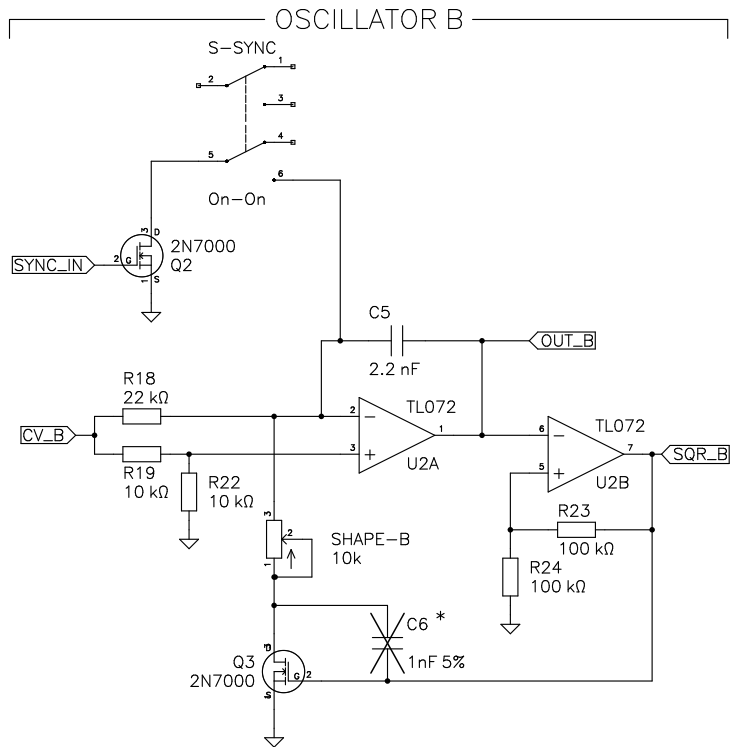 OSCILLATOR B
S-SYNC
1
2
3
4
5
6
On-On
3 D
2N7000
SYNC_IN
2 G
Q2
1 S
C5
2.2 nF
OUT_B
R18
22 kΩ
TL072
2
−
1
3
+
U2A
CV_B
R19
10 kΩ
R22
10 kΩ
TL072
6
−
7
5
+
U2B
SQR_B
R23
100 kΩ
R24
100 kΩ
3
2
1
SHAPE-B
10k
C6 *
1nF 5%
Q3
2N7000
3 D
G 2
1 S